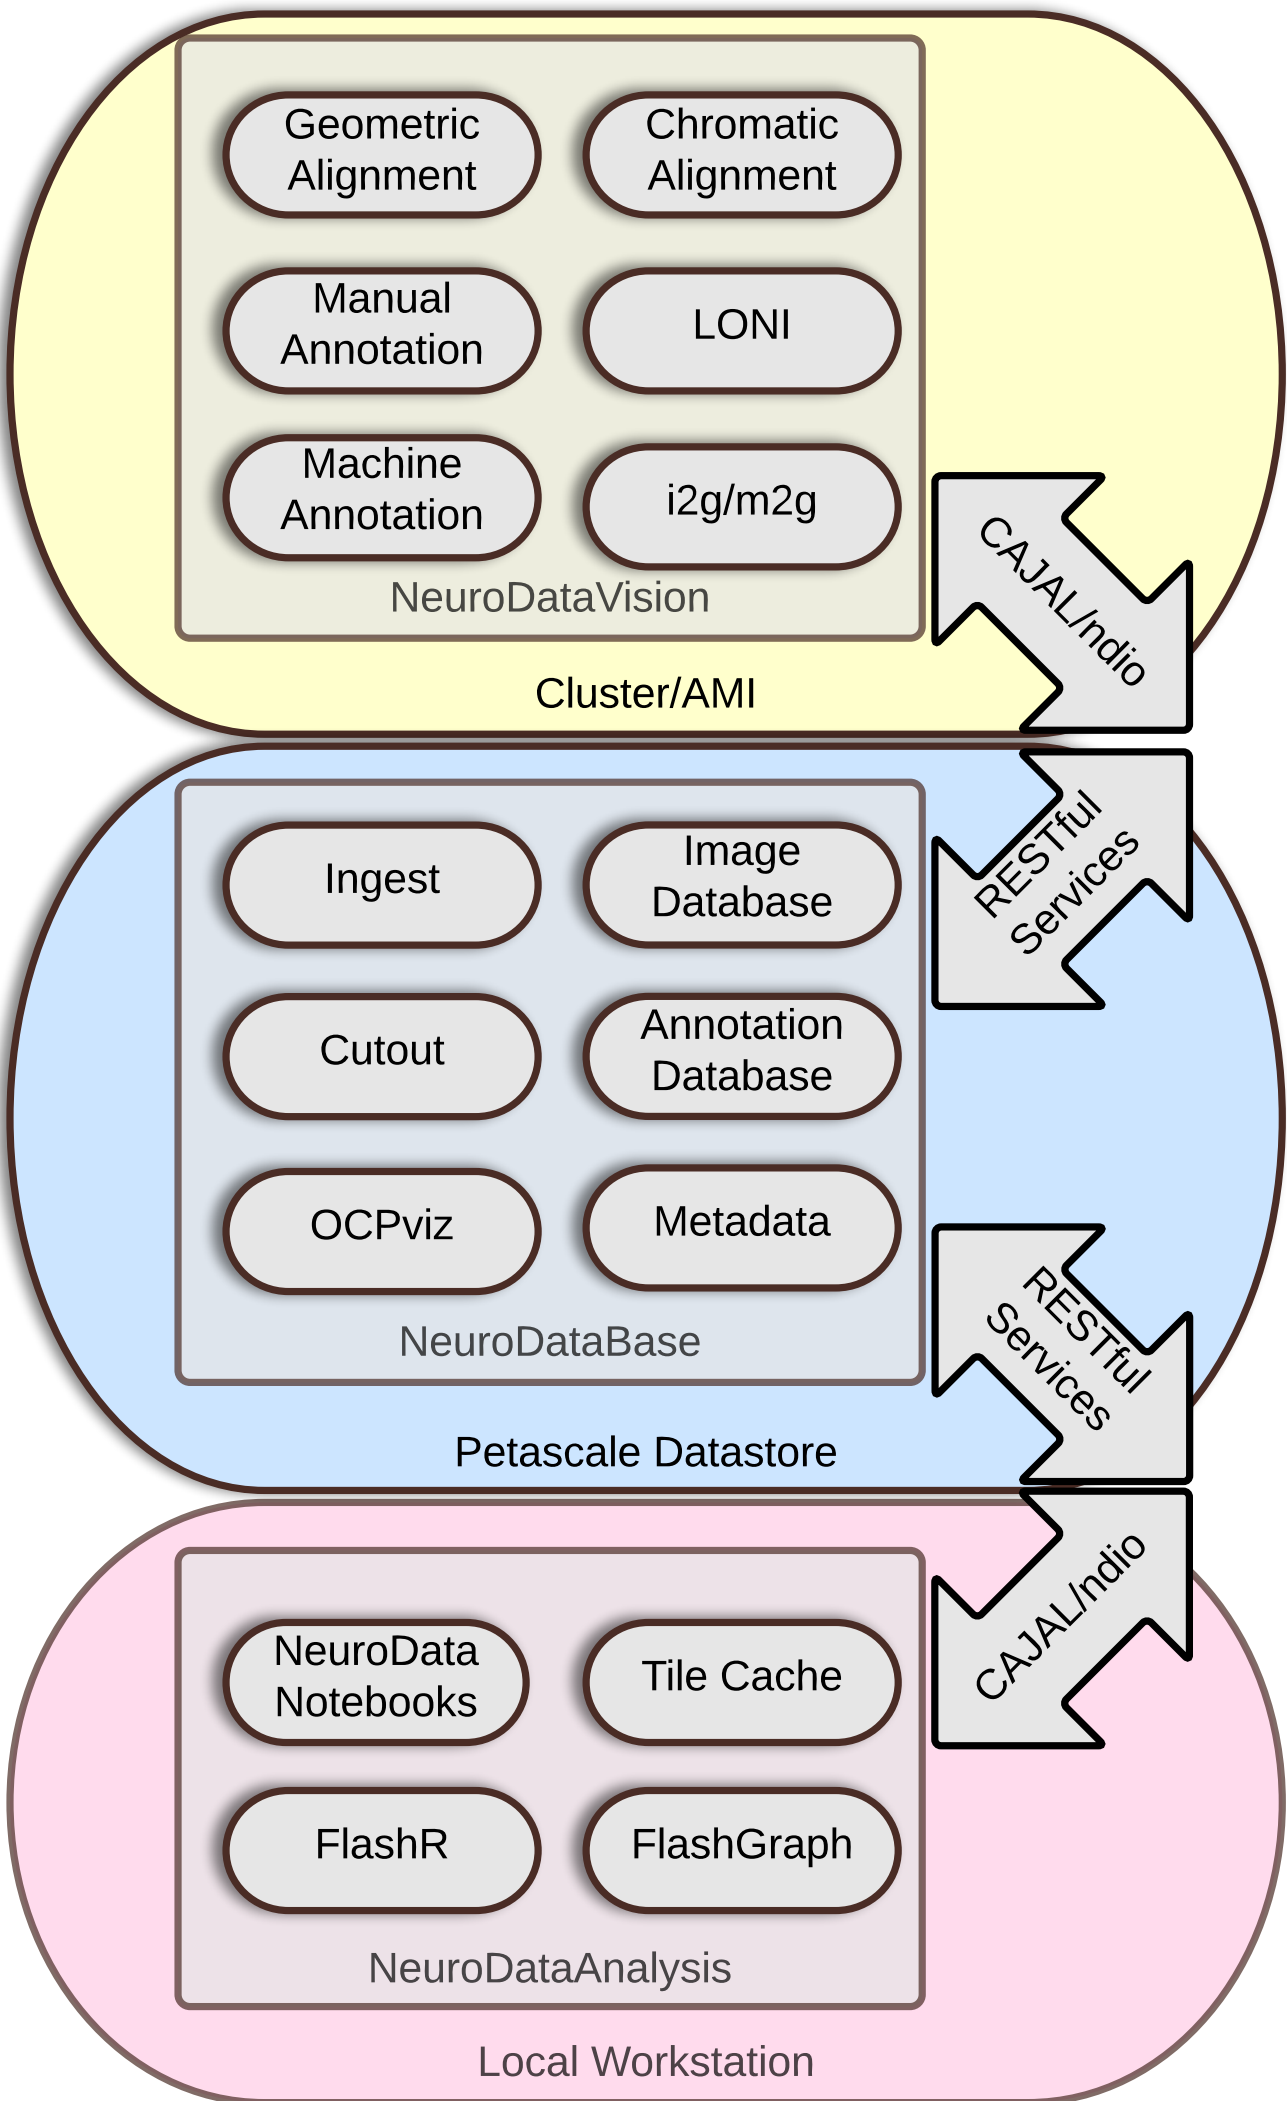 Geometric
Alignment
Chromatic
Alignment
Manual
Annotation
LONI
Machine
Annotation
i2g/m2g
NeuroDataVision
CAJAL/ndio
Cluster/AMI
RESTful
Services
Ingest
Image
Database
Cutout
Annotation
Database
OCPviz
Metadata
NeuroDataBase
RESTful
Services
Petascale Datastore
CAJAL/ndio
NeuroData
Notebooks
Tile Cache
FlashR
FlashGraph
NeuroDataAnalysis
Local Workstation